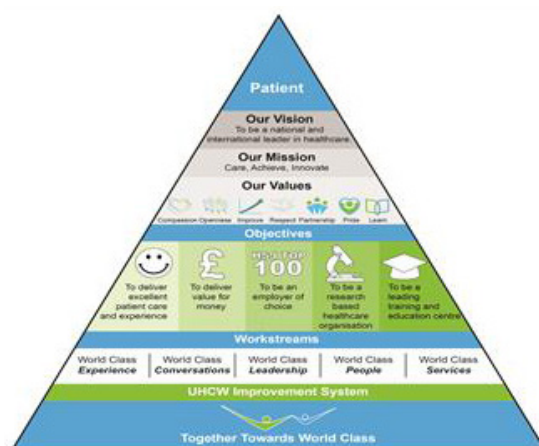 Patient
Our Vision
To be a national and
international leader in healthcare.
Our Mission
Care, Achieve, Innovate
Our Values
Compassion Openness Improve Respect Partnership Pride Learn
Objectives
£
HSJ TOP
100
To deliver
excellent
patient care
and experience
To deliver
value for
money
To be an
employer of
choice
To be a
research
based
healthcare
organisation
To be a
leading
training and
education centre
Workstreams
World Class
Experience
World Class
Conversations
World Class
Leadership
World Class
People
World Class
Services
UHCW Improvement System
Together Towards World Class